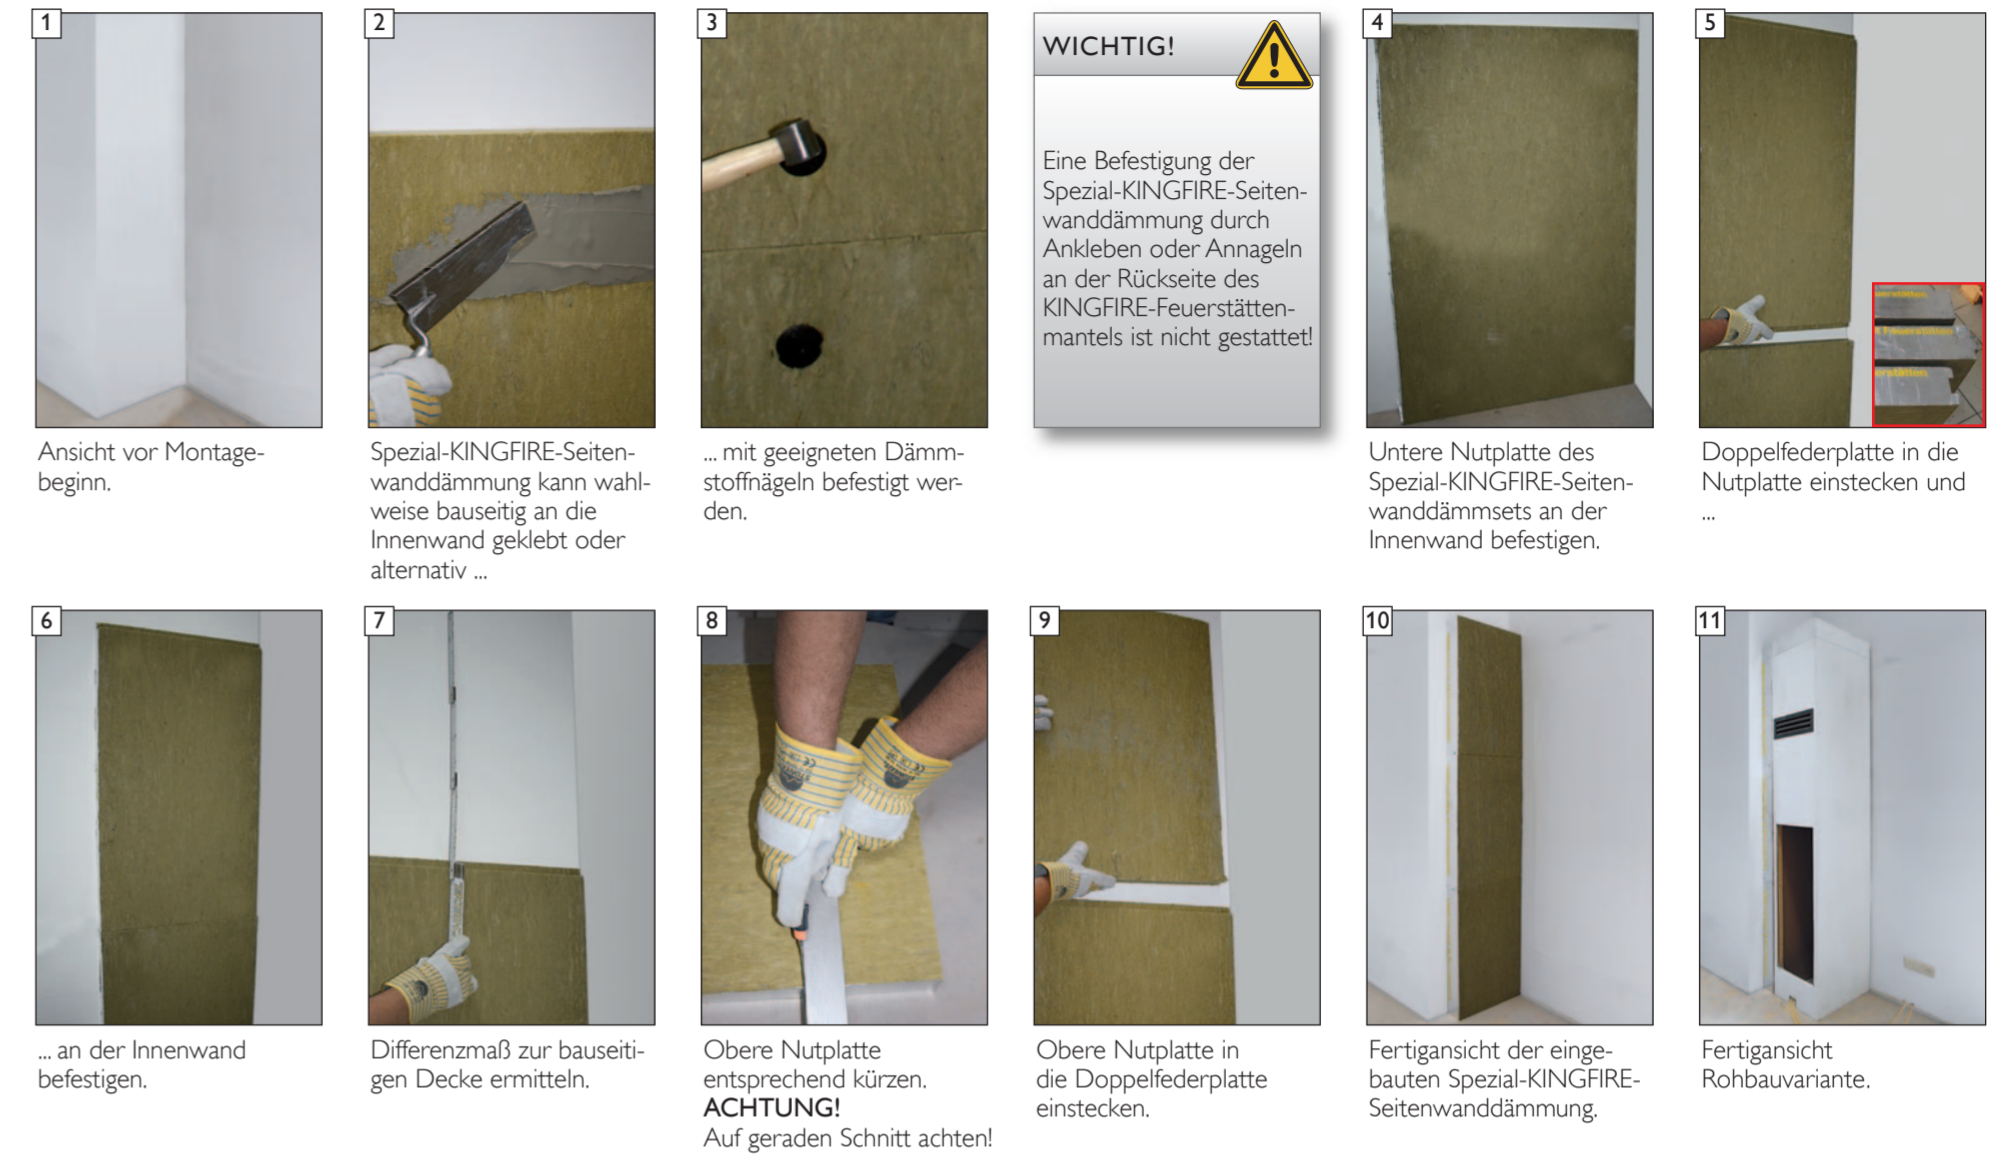 1
Ansicht vor Montage-
beginn.
2
Spezial-KINGFIRE-Seiten-
wanddämmung kann wahl-
weise bauseitig an die
Innenwand geklebt oder
alternativ ...
3
... mit geeigneten Dämm-
stoffnägeln befestigt wer-
den.
WICHTIG!
Eine Befestigung der
Spezial-KINGFIRE-Seiten-
wanddämmung durch
Ankleben oder Annageln
an der Rückseite des
KINGFIRE-Feuerstätten-
mantels ist nicht gestattet!
4
Untere Nutplatte des
Spezial-KINGFIRE-Seiten-
wanddämmsets an der
Innenwand befestigen.
5
Doppelfederplatte in die
Nutplatte einstecken und
...
6
... an der Innenwand
befestigen.
7
Differenzmaß zur bauseiti-
gen Decke ermitteln.
8
Obere Nutplatte
entsprechend kürzen.
ACHTUNG!
Auf geraden Schnitt achten!
9
Obere Nutplatte in
die Doppelfederplatte
einstecken.
10
Fertigansicht der einge-
bauten Spezial-KINGFIRE-
Seitenwanddämmung.
11
Fertigansicht
Rohbauvariante.